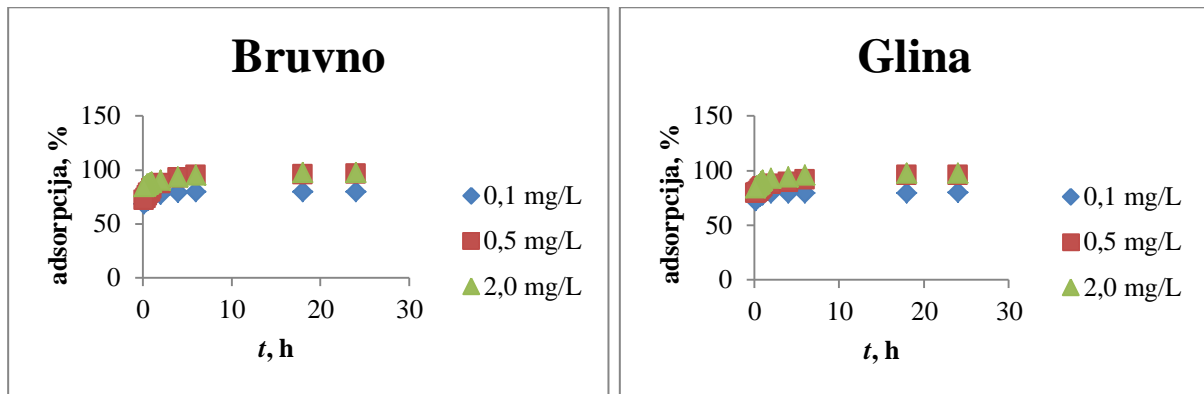 Bruvno
adsorpcija, %
150
100
50
0
0 10 20 30
t, h
0,1 mg/L
0,5 mg/L
2,0 mg/L
Glina
adsorpcija, %
150
100
50
0
0 10 20 30
t, h
0,1 mg/L
0,5 mg/L
2,0 mg/L